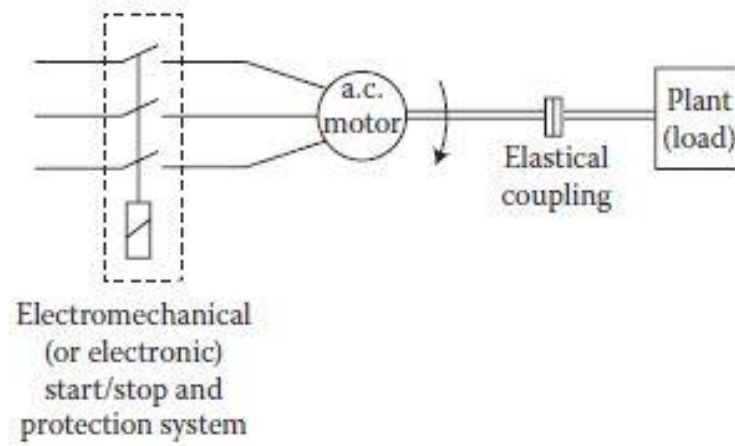 a.c.
motor
Elastical
coupling
Plant
(load)
Electromechanical
(or electronic)
start/stop and
protection system